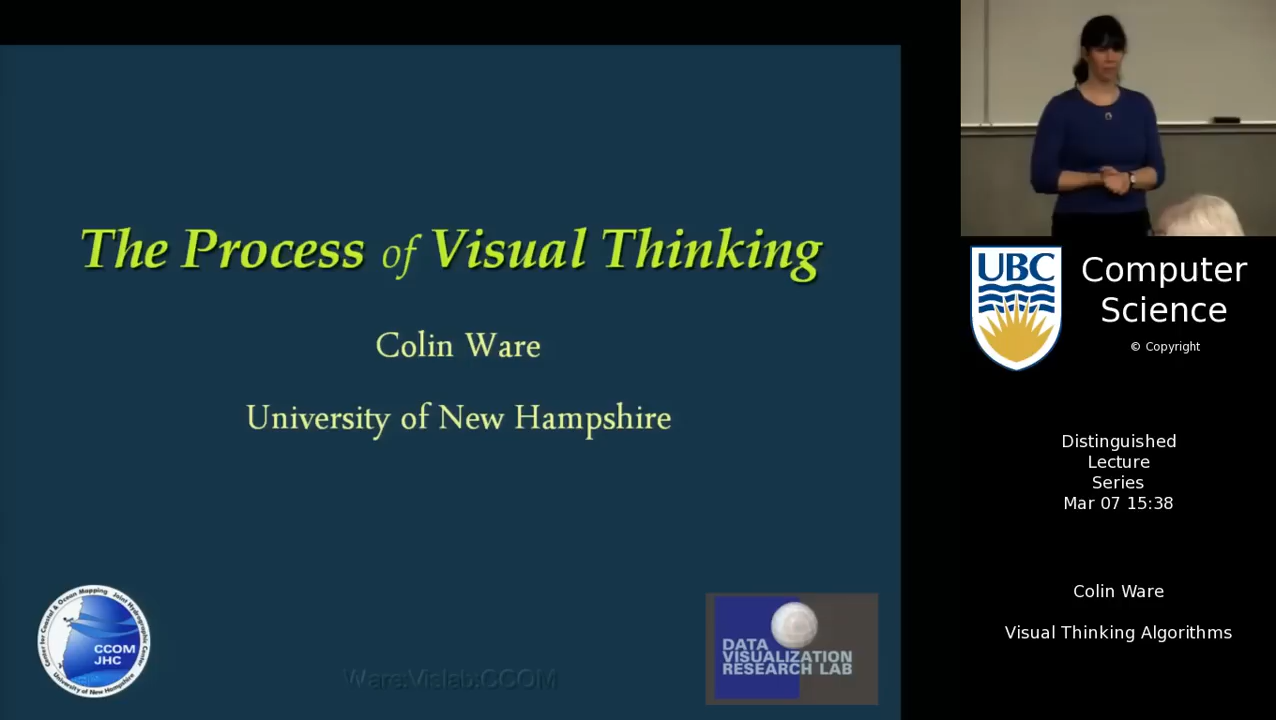 The Process of Visual Thinking
Colin Ware
University of New Hampshire
Center for Coastal & Ocean Mapping Joint Hydrographic Center
CCOM
JHC
University of New Hampshire
Ware:Vislab:CCOM
DATA
VISUALIZATION
RESEARCH LAB
UBC
Computer
Science
© Copyright
Distinguished
Lecture
Series
Mar 07 15:38
Colin Ware
Visual Thinking Algorithms